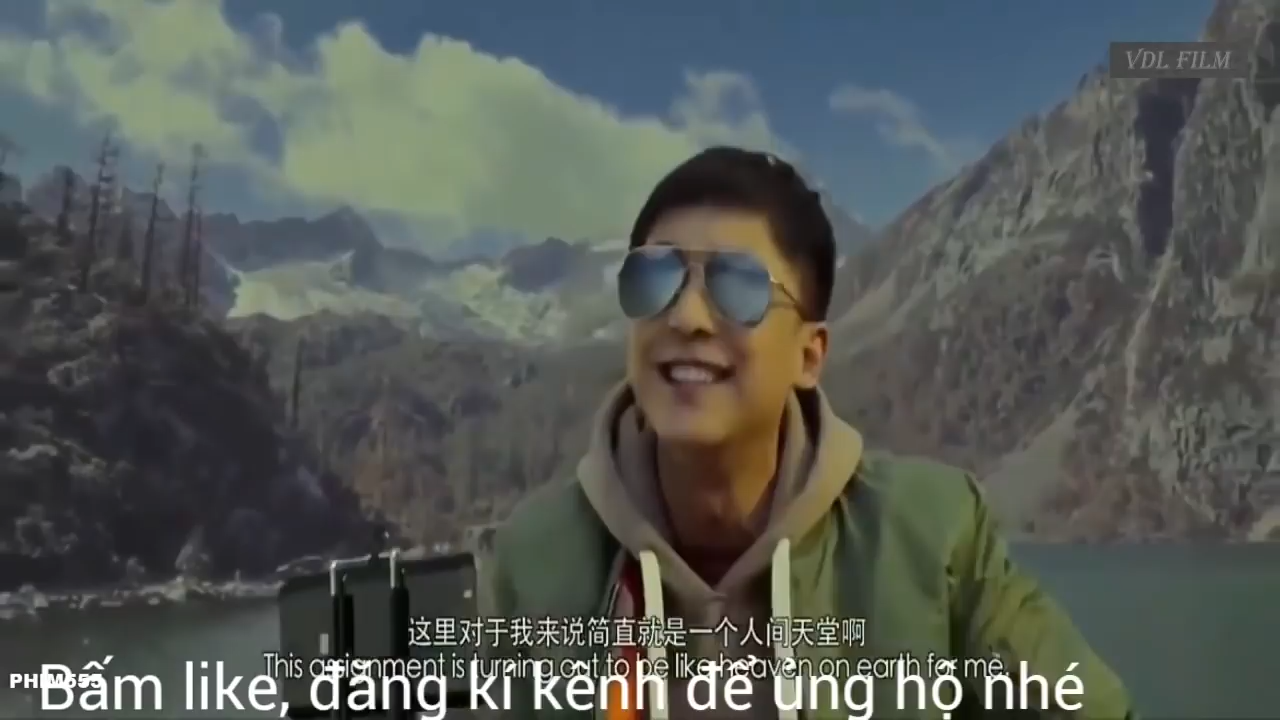 VDL FILM
这里对于我来说简直就是一个人间天堂啊
This assignment is turning out to be like heaven on earth for me.
PHIM655
Bấm like, đăng kí kênh để ủng hộ nhé